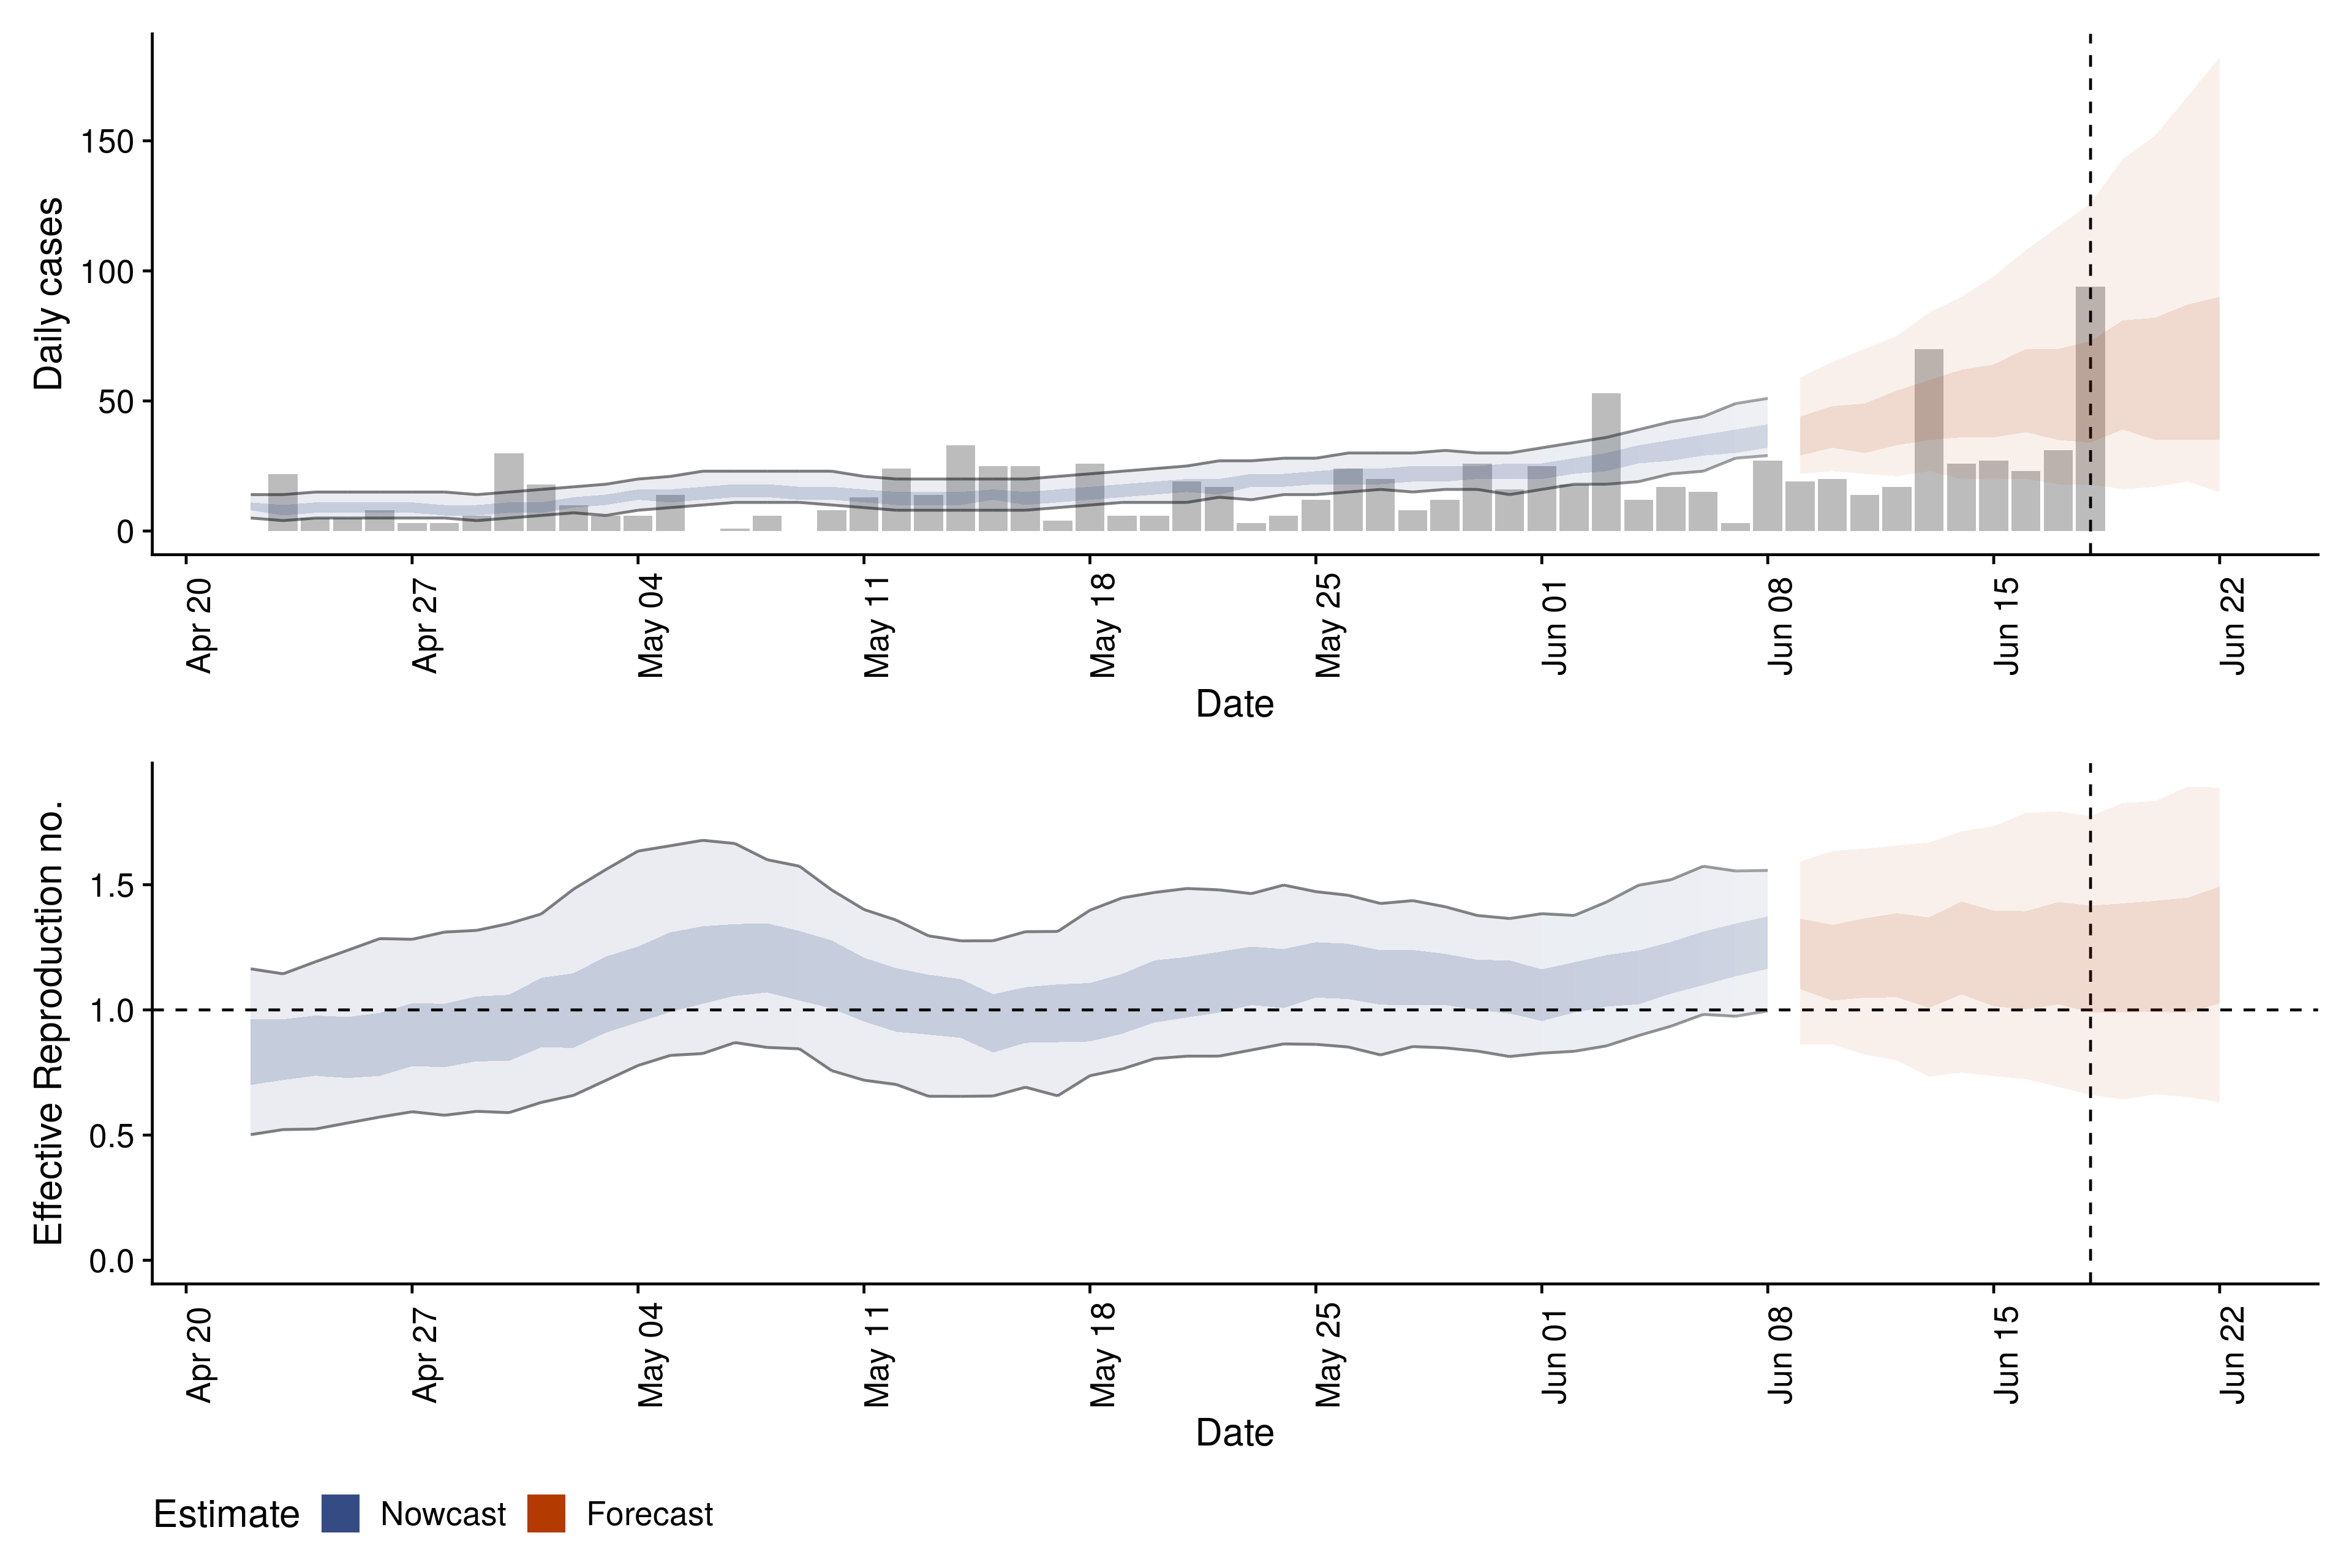 Daily cases
150
100
50
0
Apr 20
Apr 27
May 04
May 11
May 18
May 25
Jun 01
Jun 08
Jun 15
Jun 22
Date
Effective Reproduction no.
1.5
1.0
0.5
0.0
Apr 20
Apr 27
May 04
May 11
May 18
May 25
Jun 01
Jun 08
Jun 15
Jun 22
Date
Estimate Nowcast Forecast